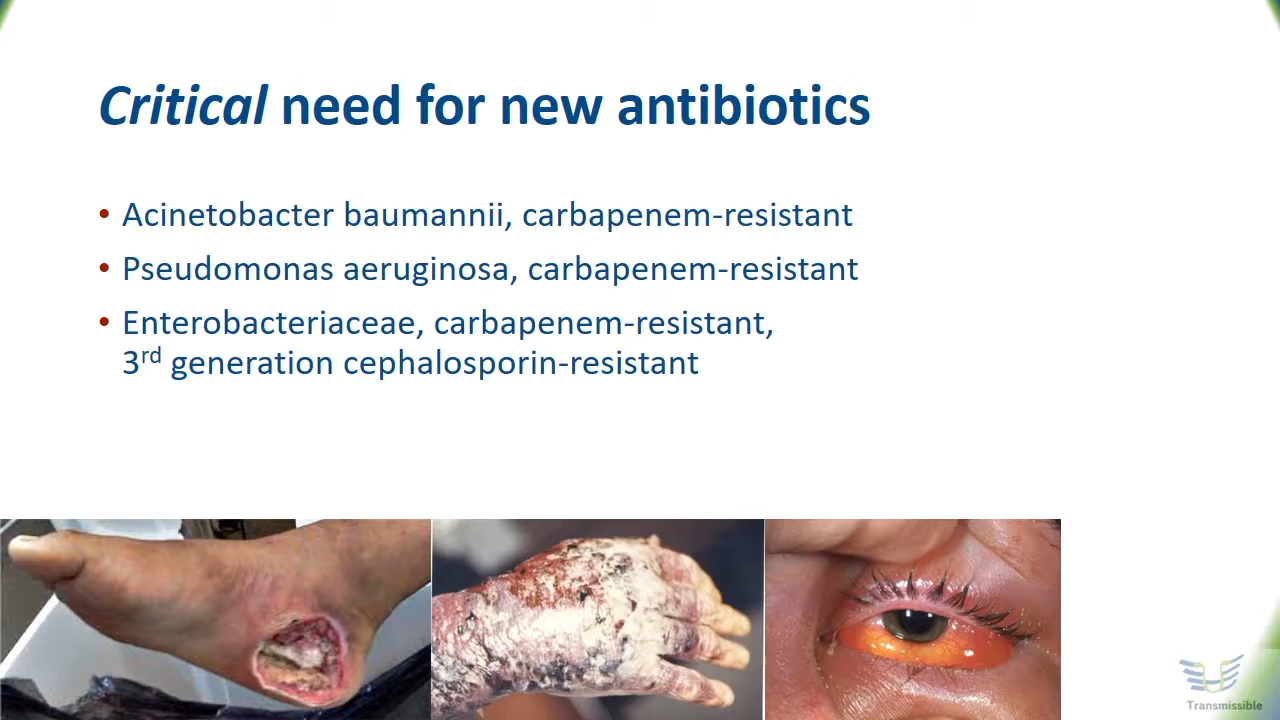 Critical need for new antibiotics
• Acinetobacter baumannii, carbapenem-resistant
• Pseudomonas aeruginosa, carbapenem-resistant
• Enterobacteriaceae, carbapenem-resistant,
3rd generation cephalosporin-resistant
Transmissible